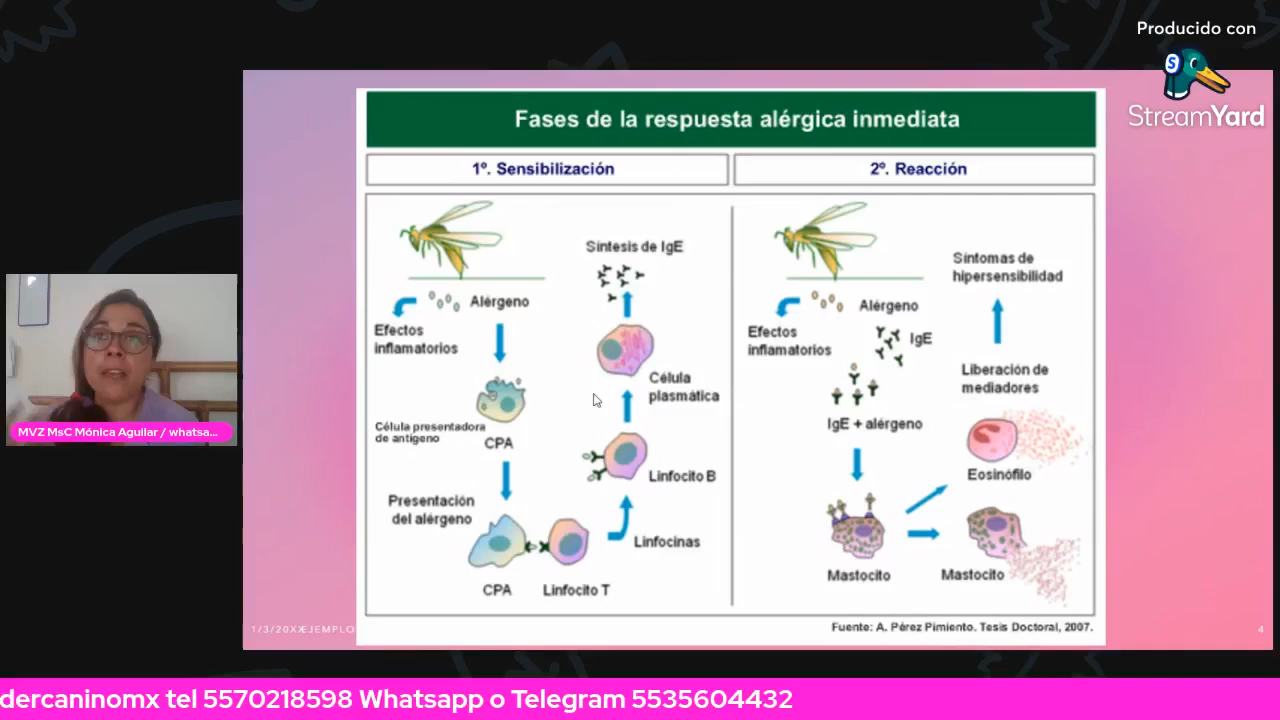 Producido con
StreamYard
Fases de la respuesta alérgica inmediata
1º. Sensibilización
2º. Reacción
Alérgeno
Efectos
inflamatorios
Célula presentadora
de antígeno
CPA
Presentación
del alérgeno
CPA
Linfocito T
Linfocinas
Linfocito B
Célula
plasmática
Síntesis de IgE
Alérgeno
Efectos
inflamatorios
IgE
IgE + alérgeno
Mastocito
Mastocito
Eosinófilo
Liberación de
mediadores
Síntomas de
hipersensibilidad
Fuente: A. Pérez Pimiento. Tesis Doctoral, 2007.
1/3/20XX
EJEMPLO
4
MVZ MsC Mónica Aguilar / whatsa...
dercaninomx tel 5570218598 Whatsapp o Telegram 5535604432